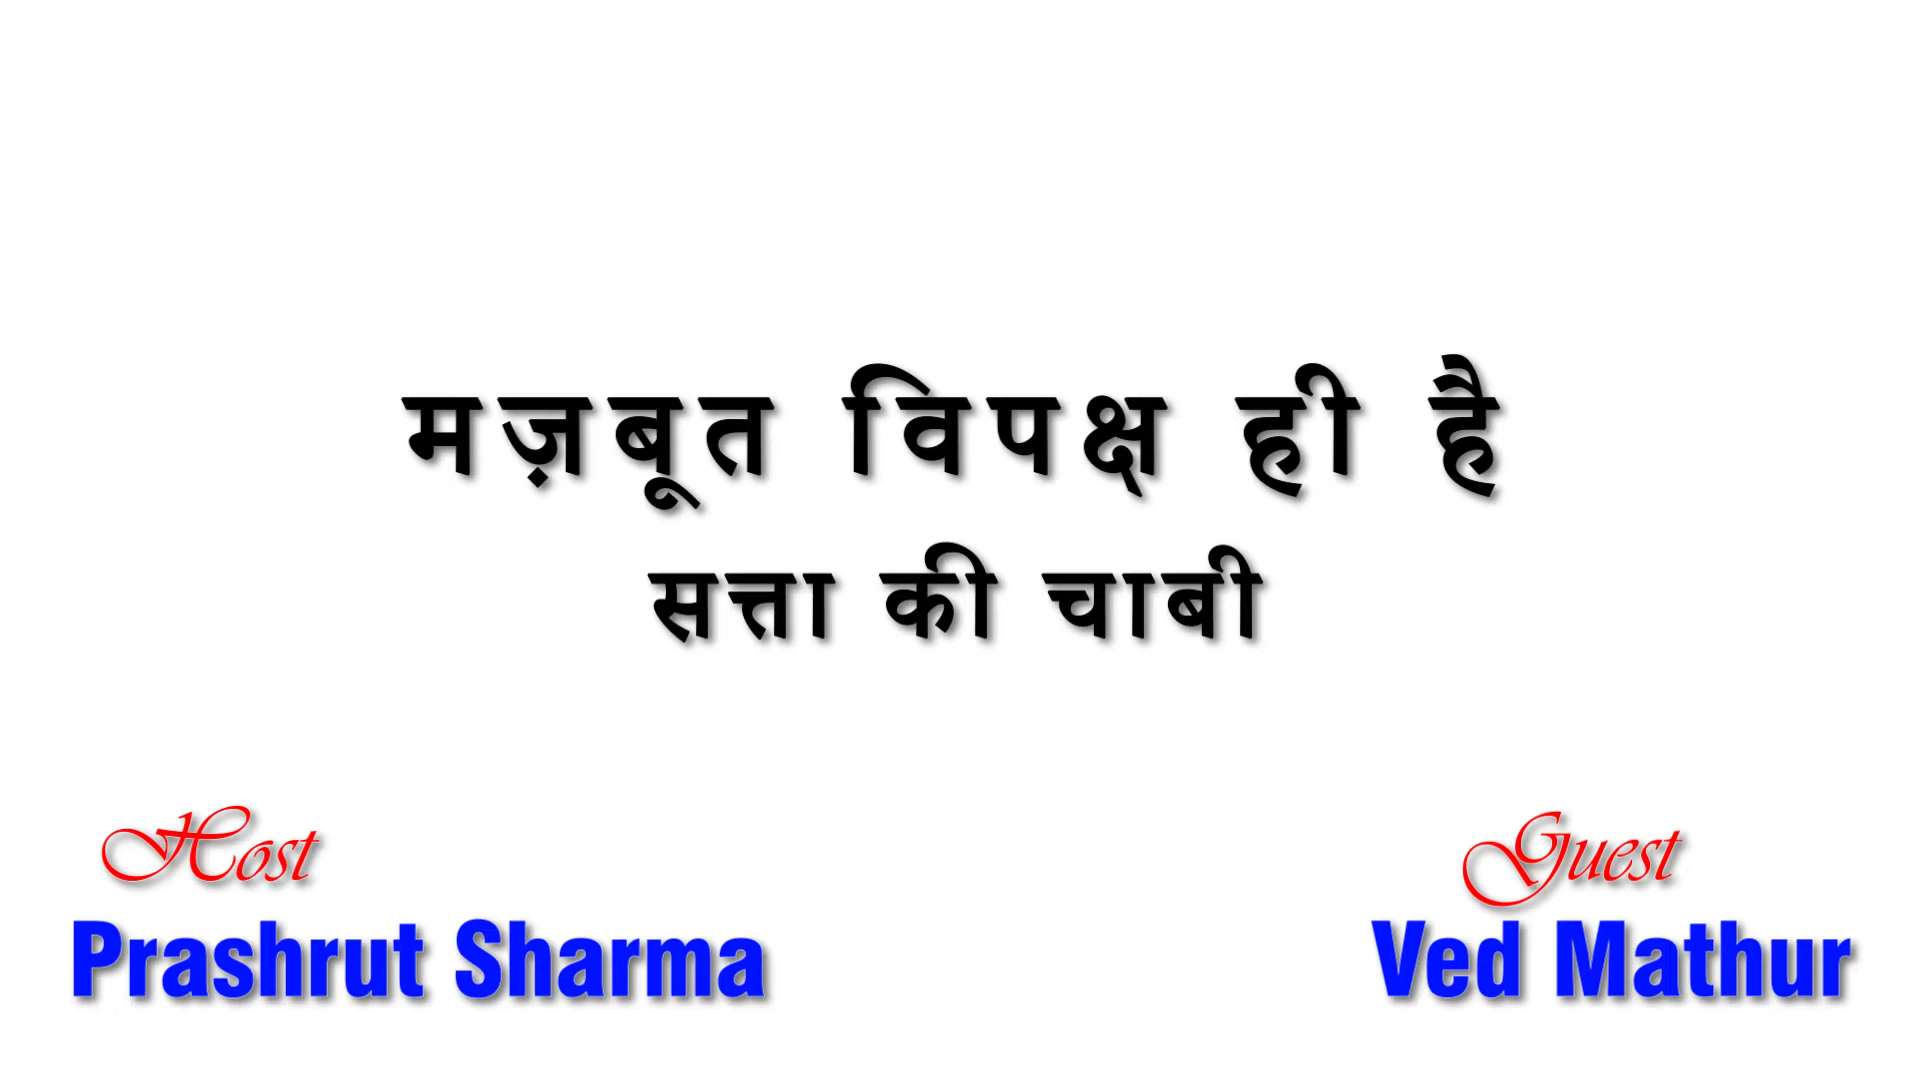 मज़बूत विपक्ष ही है
सत्ता की चाबी
Host
Prashrut Sharma
Guest
Ved Mathur